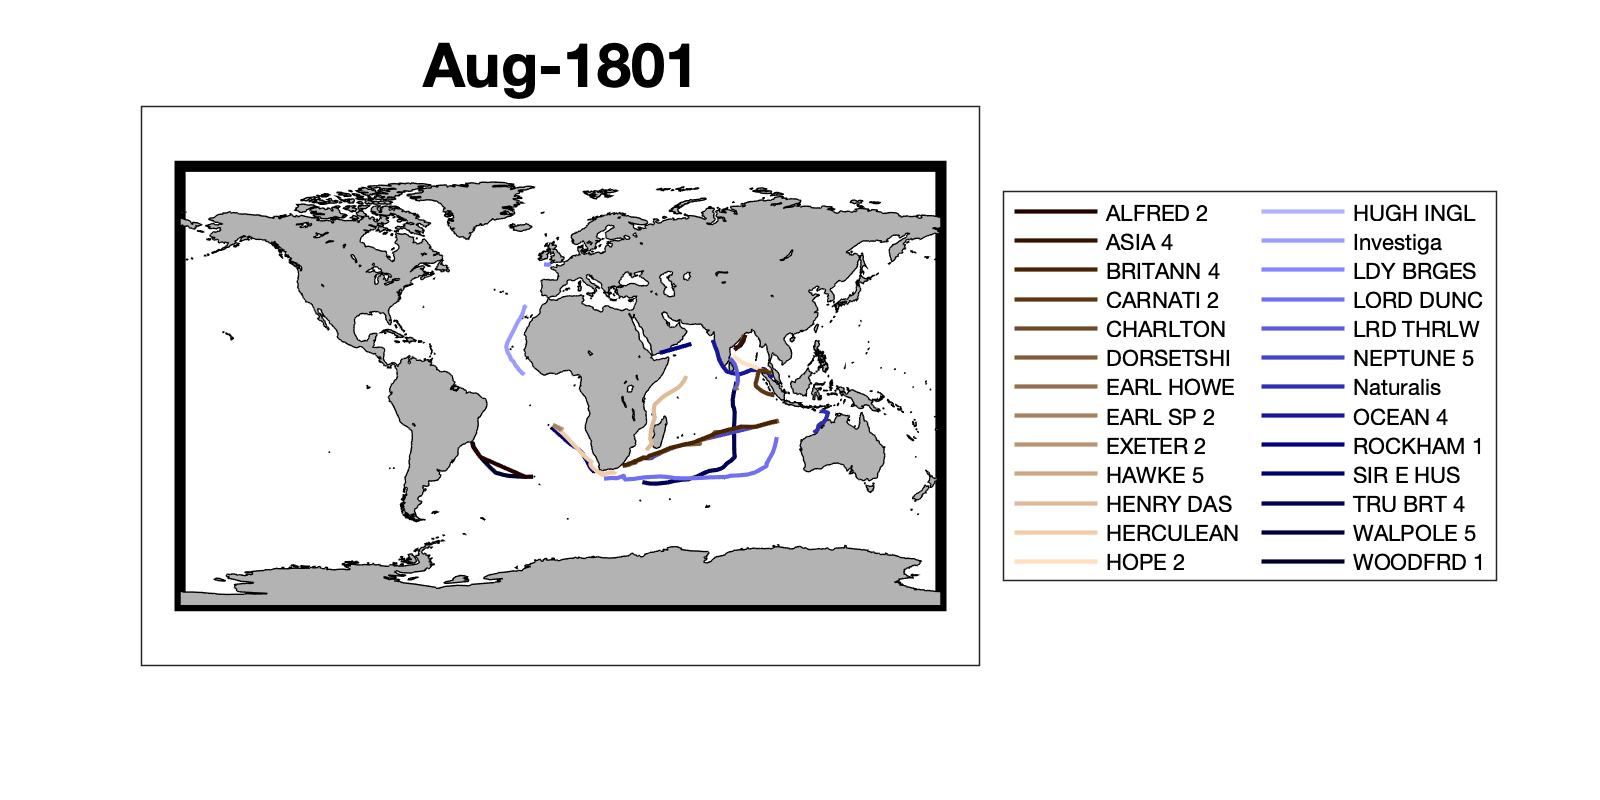 Aug-1801
ALFRED 2
ASIA 4
BRITANN 4
CARNATI 2
CHARLTON
DORSETSHI
EARL HOWE
EARL SP 2
EXETER 2
HAWKE 5
HENRY DAS
HERCULEAN
HOPE 2
HUGH INGL
Investiga
LDY BRGES
LORD DUNC
LRD THRLW
NEPTUNE 5
Naturalis
OCEAN 4
ROCKHAM 1
SIR E HUS
TRU BRT 4
WALPOLE 5
WOODFRD 1